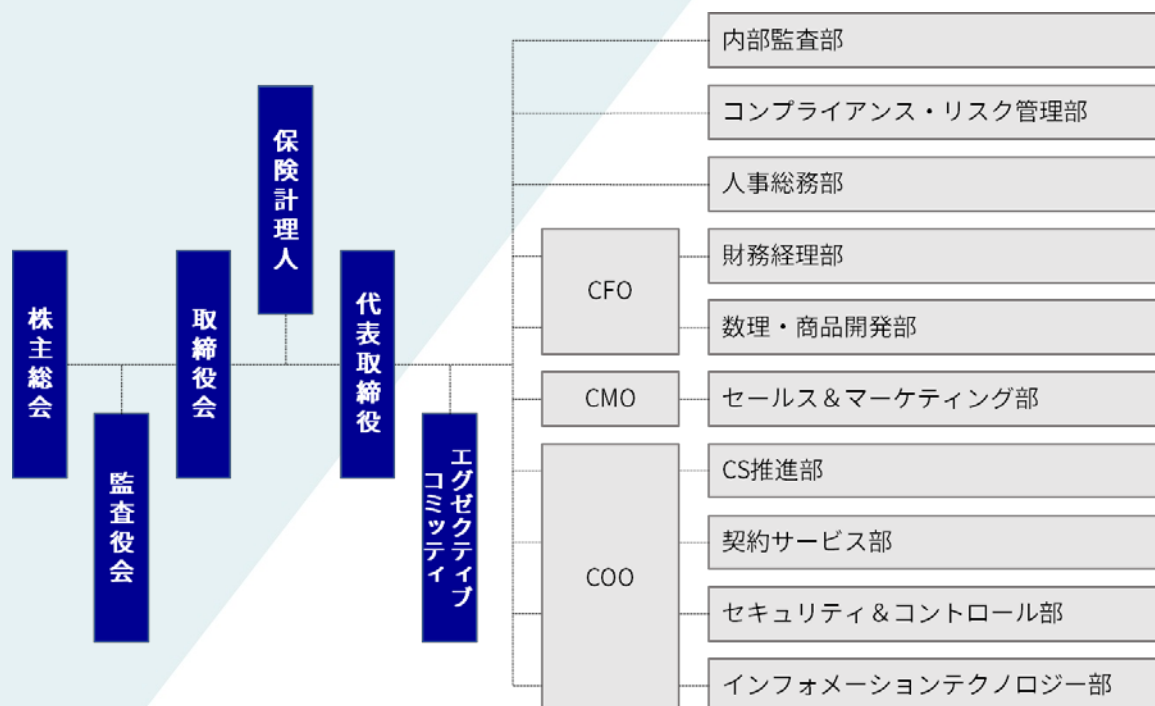 株主総会
監査役会
取締役会
保険計理人
代表取締役
エグゼクティブ
コミッティ
内部監査部
コンプライアンス・リスク管理部
人事総務部
CFO
財務経理部
数理・商品開発部
CMO
セールス＆マーケティング部
COO
CS推進部
契約サービス部
セキュリティ＆コントロール部
インフォメーションテクノロジー部